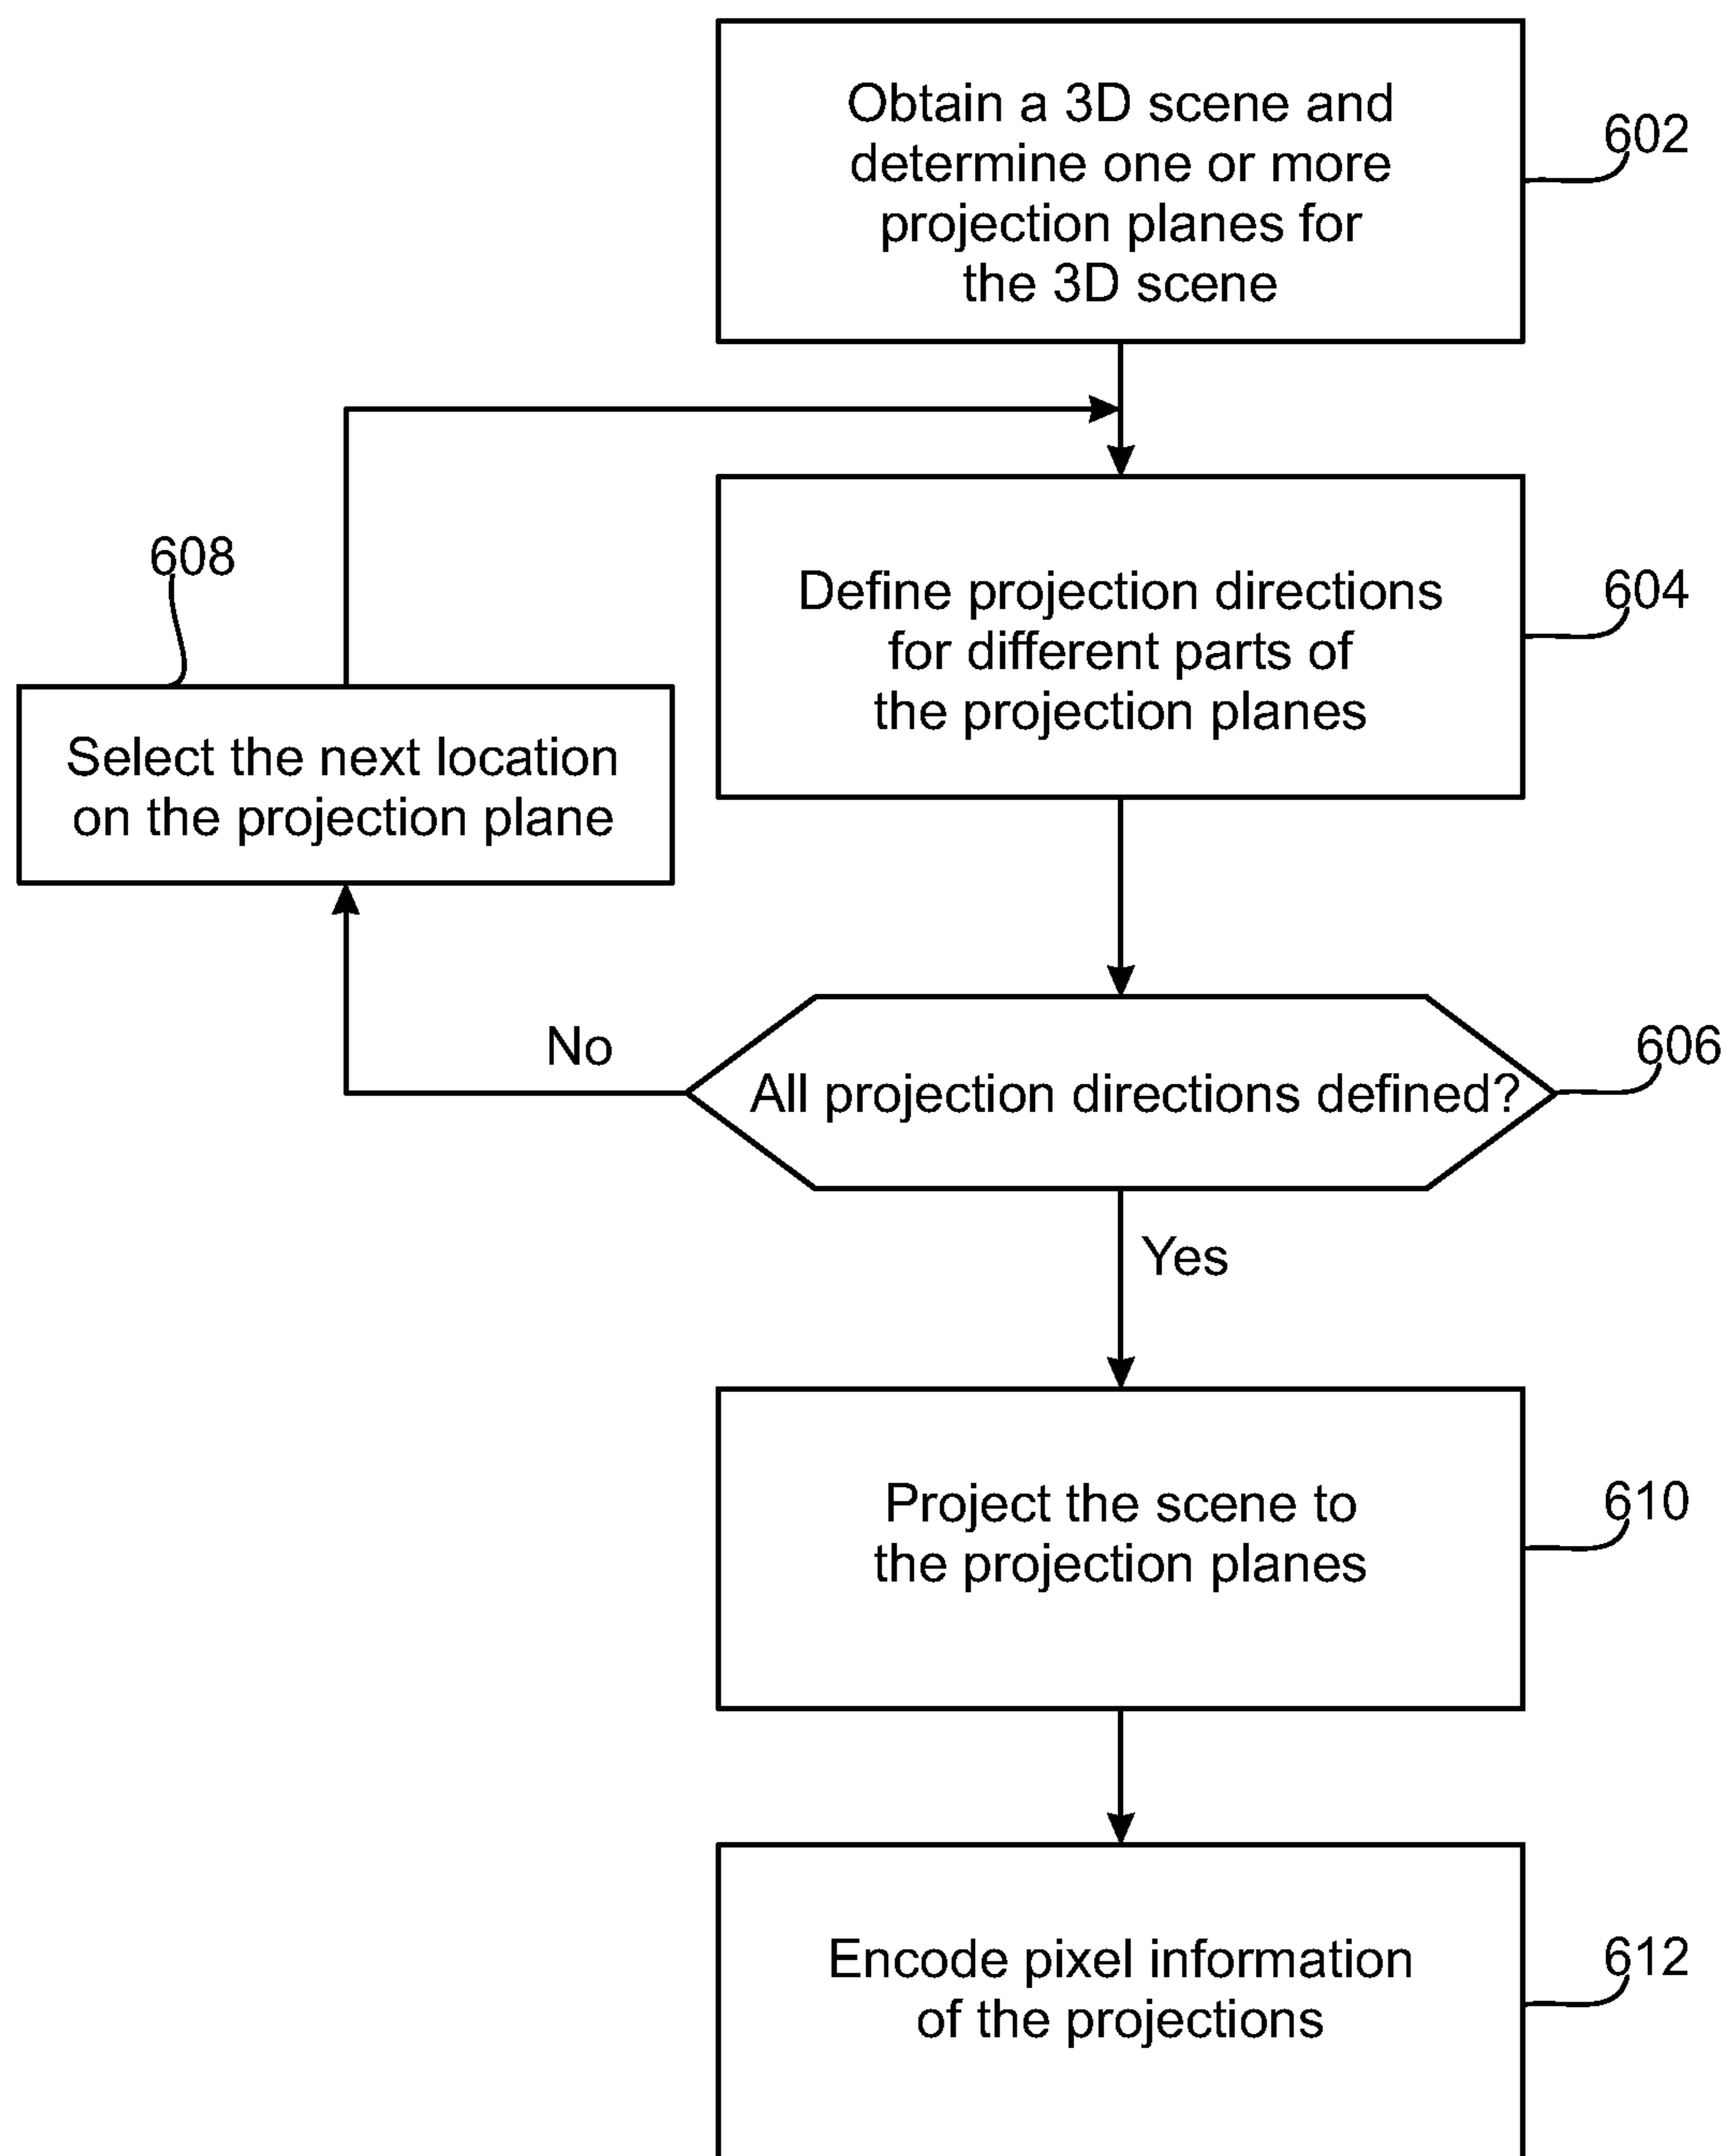 Obtain a 3D scene and
determine one or more
projection planes for
the 3D scene
602
Define projection directions
for different parts of
the projection planes
604
608
Select the next location
on the projection plane
No
All projection directions defined?
606
Yes
Project the scene to
the projection planes
610
Encode pixel information
of the projections
612